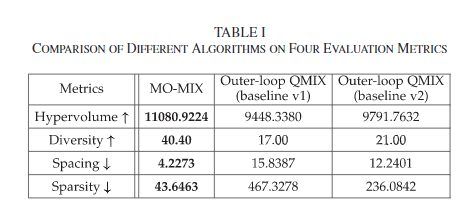 TABLE I
COMPARISON OF DIFFERENT ALGORITHMS ON FOUR EVALUATION METRICS
Metrics MO-MIX Outer-loop QMIX (baseline v1) Outer-loop QMIX (baseline v2)
Hypervolume ↑ 11080.9224 9448.3380 9791.7632
Diversity ↑ 40.40 17.00 21.00
Spacing ↓ 4.2273 15.8387 12.2401
Sparsity ↓ 43.6463 467.3278 236.0842